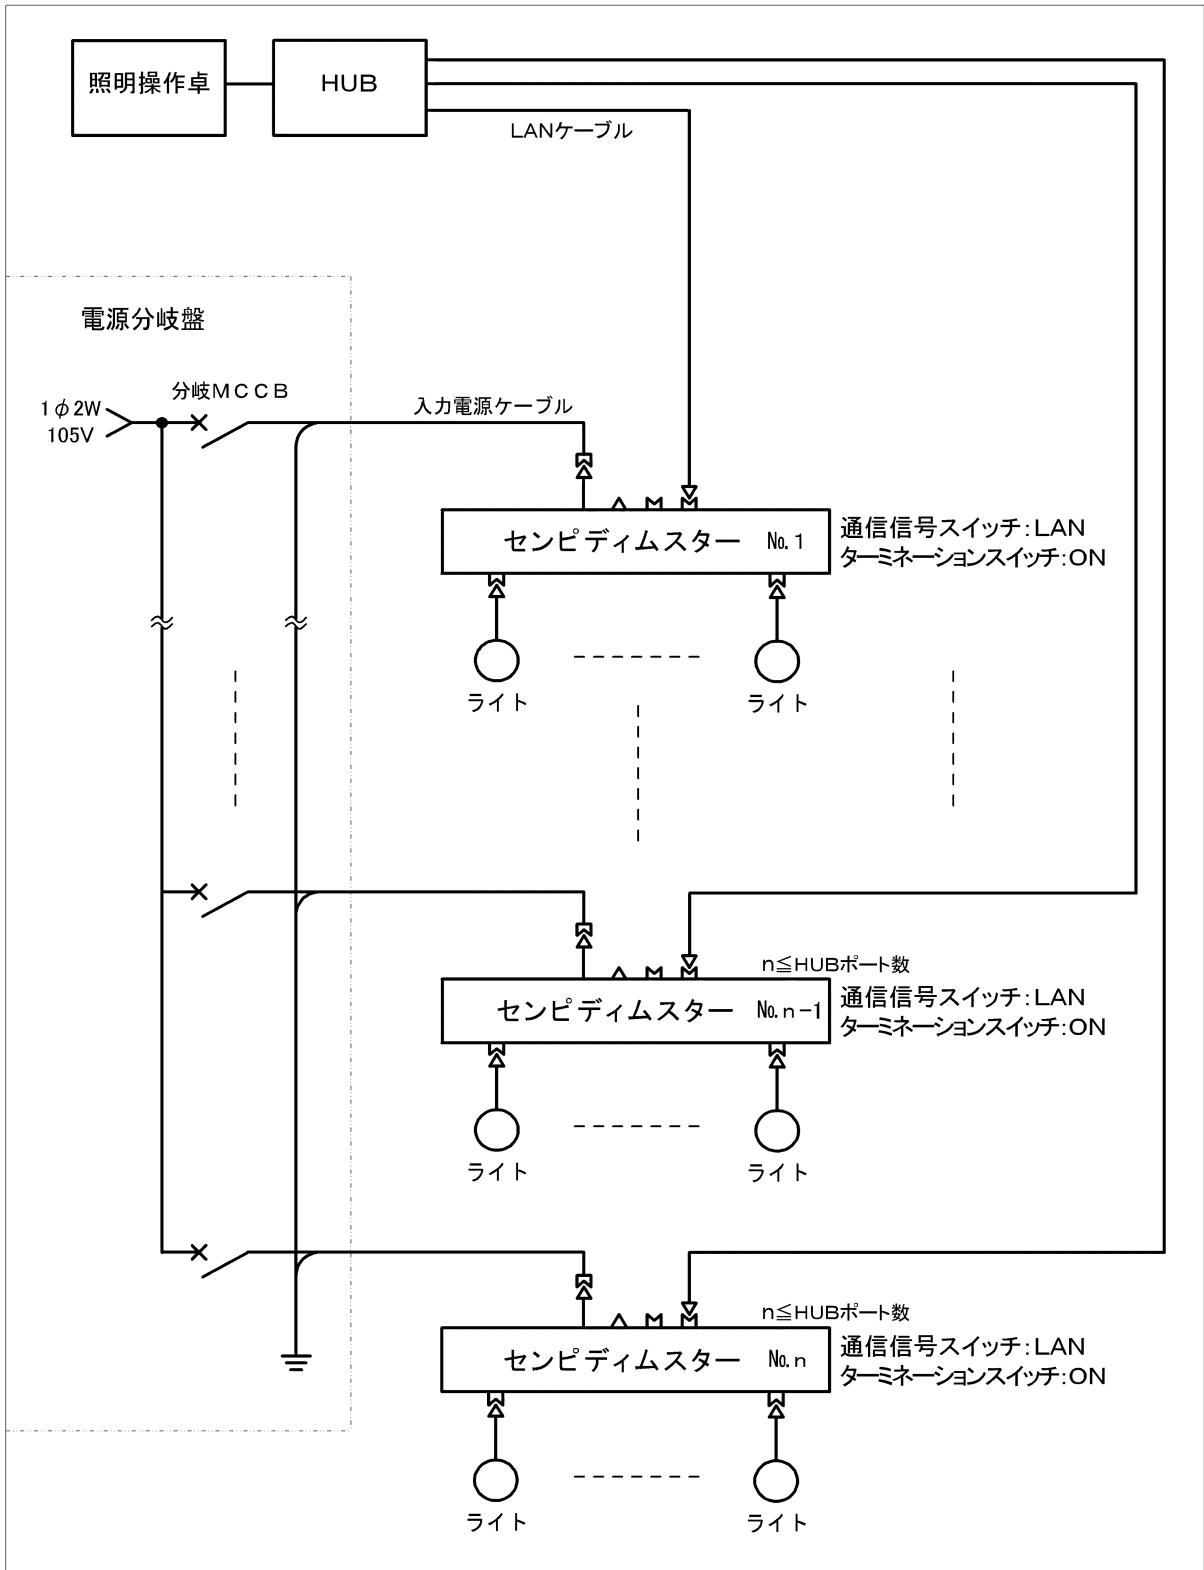 照明操作卓
HUB
LANケーブル
電源分岐盤
分岐MCCB
1φ2W
105V
入力電源ケーブル
センピディムスター No.1
通信信号スイッチ:LAN
ターミネーションスイッチ:ON
ライト
ライト
n≦HUBポート数
センピディムスター No.n-1
通信信号スイッチ:LAN
ターミネーションスイッチ:ON
ライト
ライト
n≦HUBポート数
センピディムスター No.n
通信信号スイッチ:LAN
ターミネーションスイッチ:ON
ライト
ライト